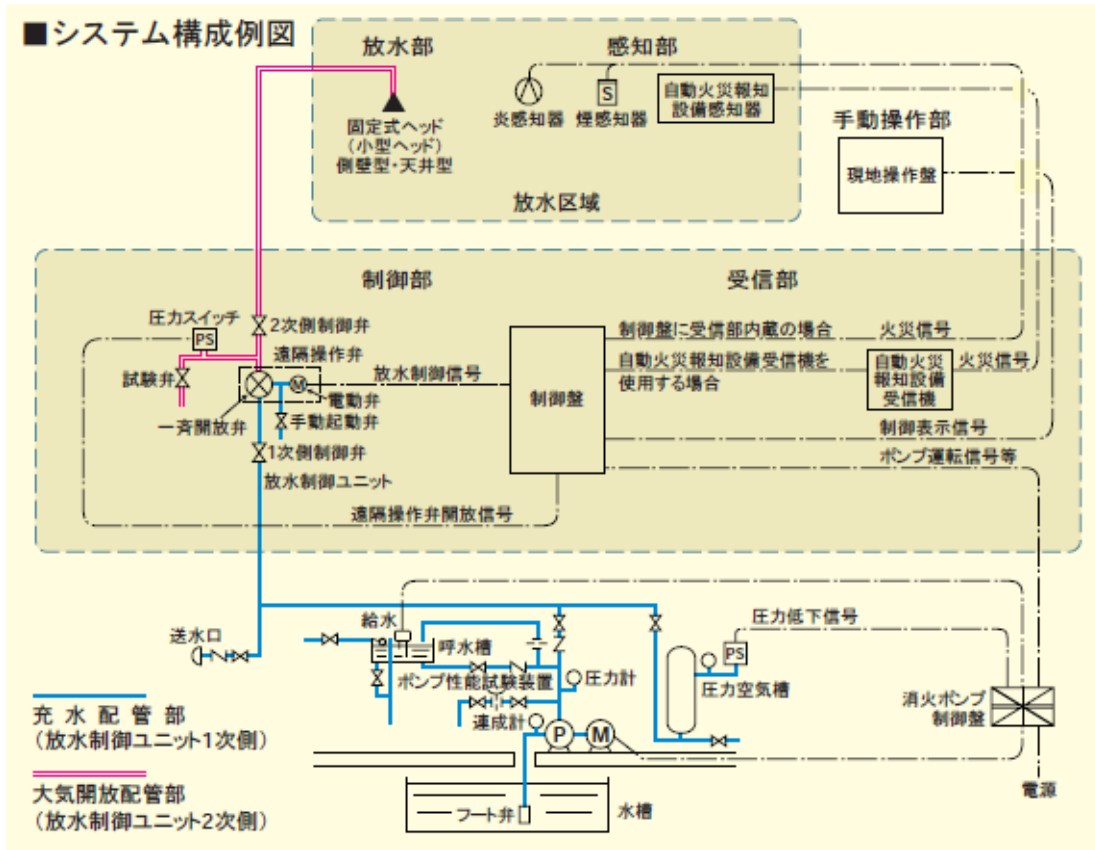 ■システム構成例図
放水部
感知部
固定式ヘッド
(小型ヘッド)
側壁型・天井型
炎感知器
S
煙感知器
自動火災報知
設備感知器
放水区域
手動操作部
現地操作盤
制御部
受信部
圧力スイッチ
PS
2次側制御弁
遠隔操作弁
試験弁
M
電動弁
手動起動弁
一斉開放弁
1次側制御弁
放水制御ユニット
放水制御信号
制御盤
制御盤に受信部内蔵の場合
火災信号
自動火災報知設備受信機を
使用する場合
自動火災
報知設備
受信機
火災信号
制御表示信号
ポンプ運転信号等
遠隔操作弁開放信号
送水口
給水
呼水槽
ポンプ性能試験装置
圧力計
連成計
P
M
圧力低下信号
PS
圧力空気槽
消火ポンプ
制御盤
電源
フート弁
水槽
充水配管部
(放水制御ユニット1次側)
大気開放配管部
(放水制御ユニット2次側)